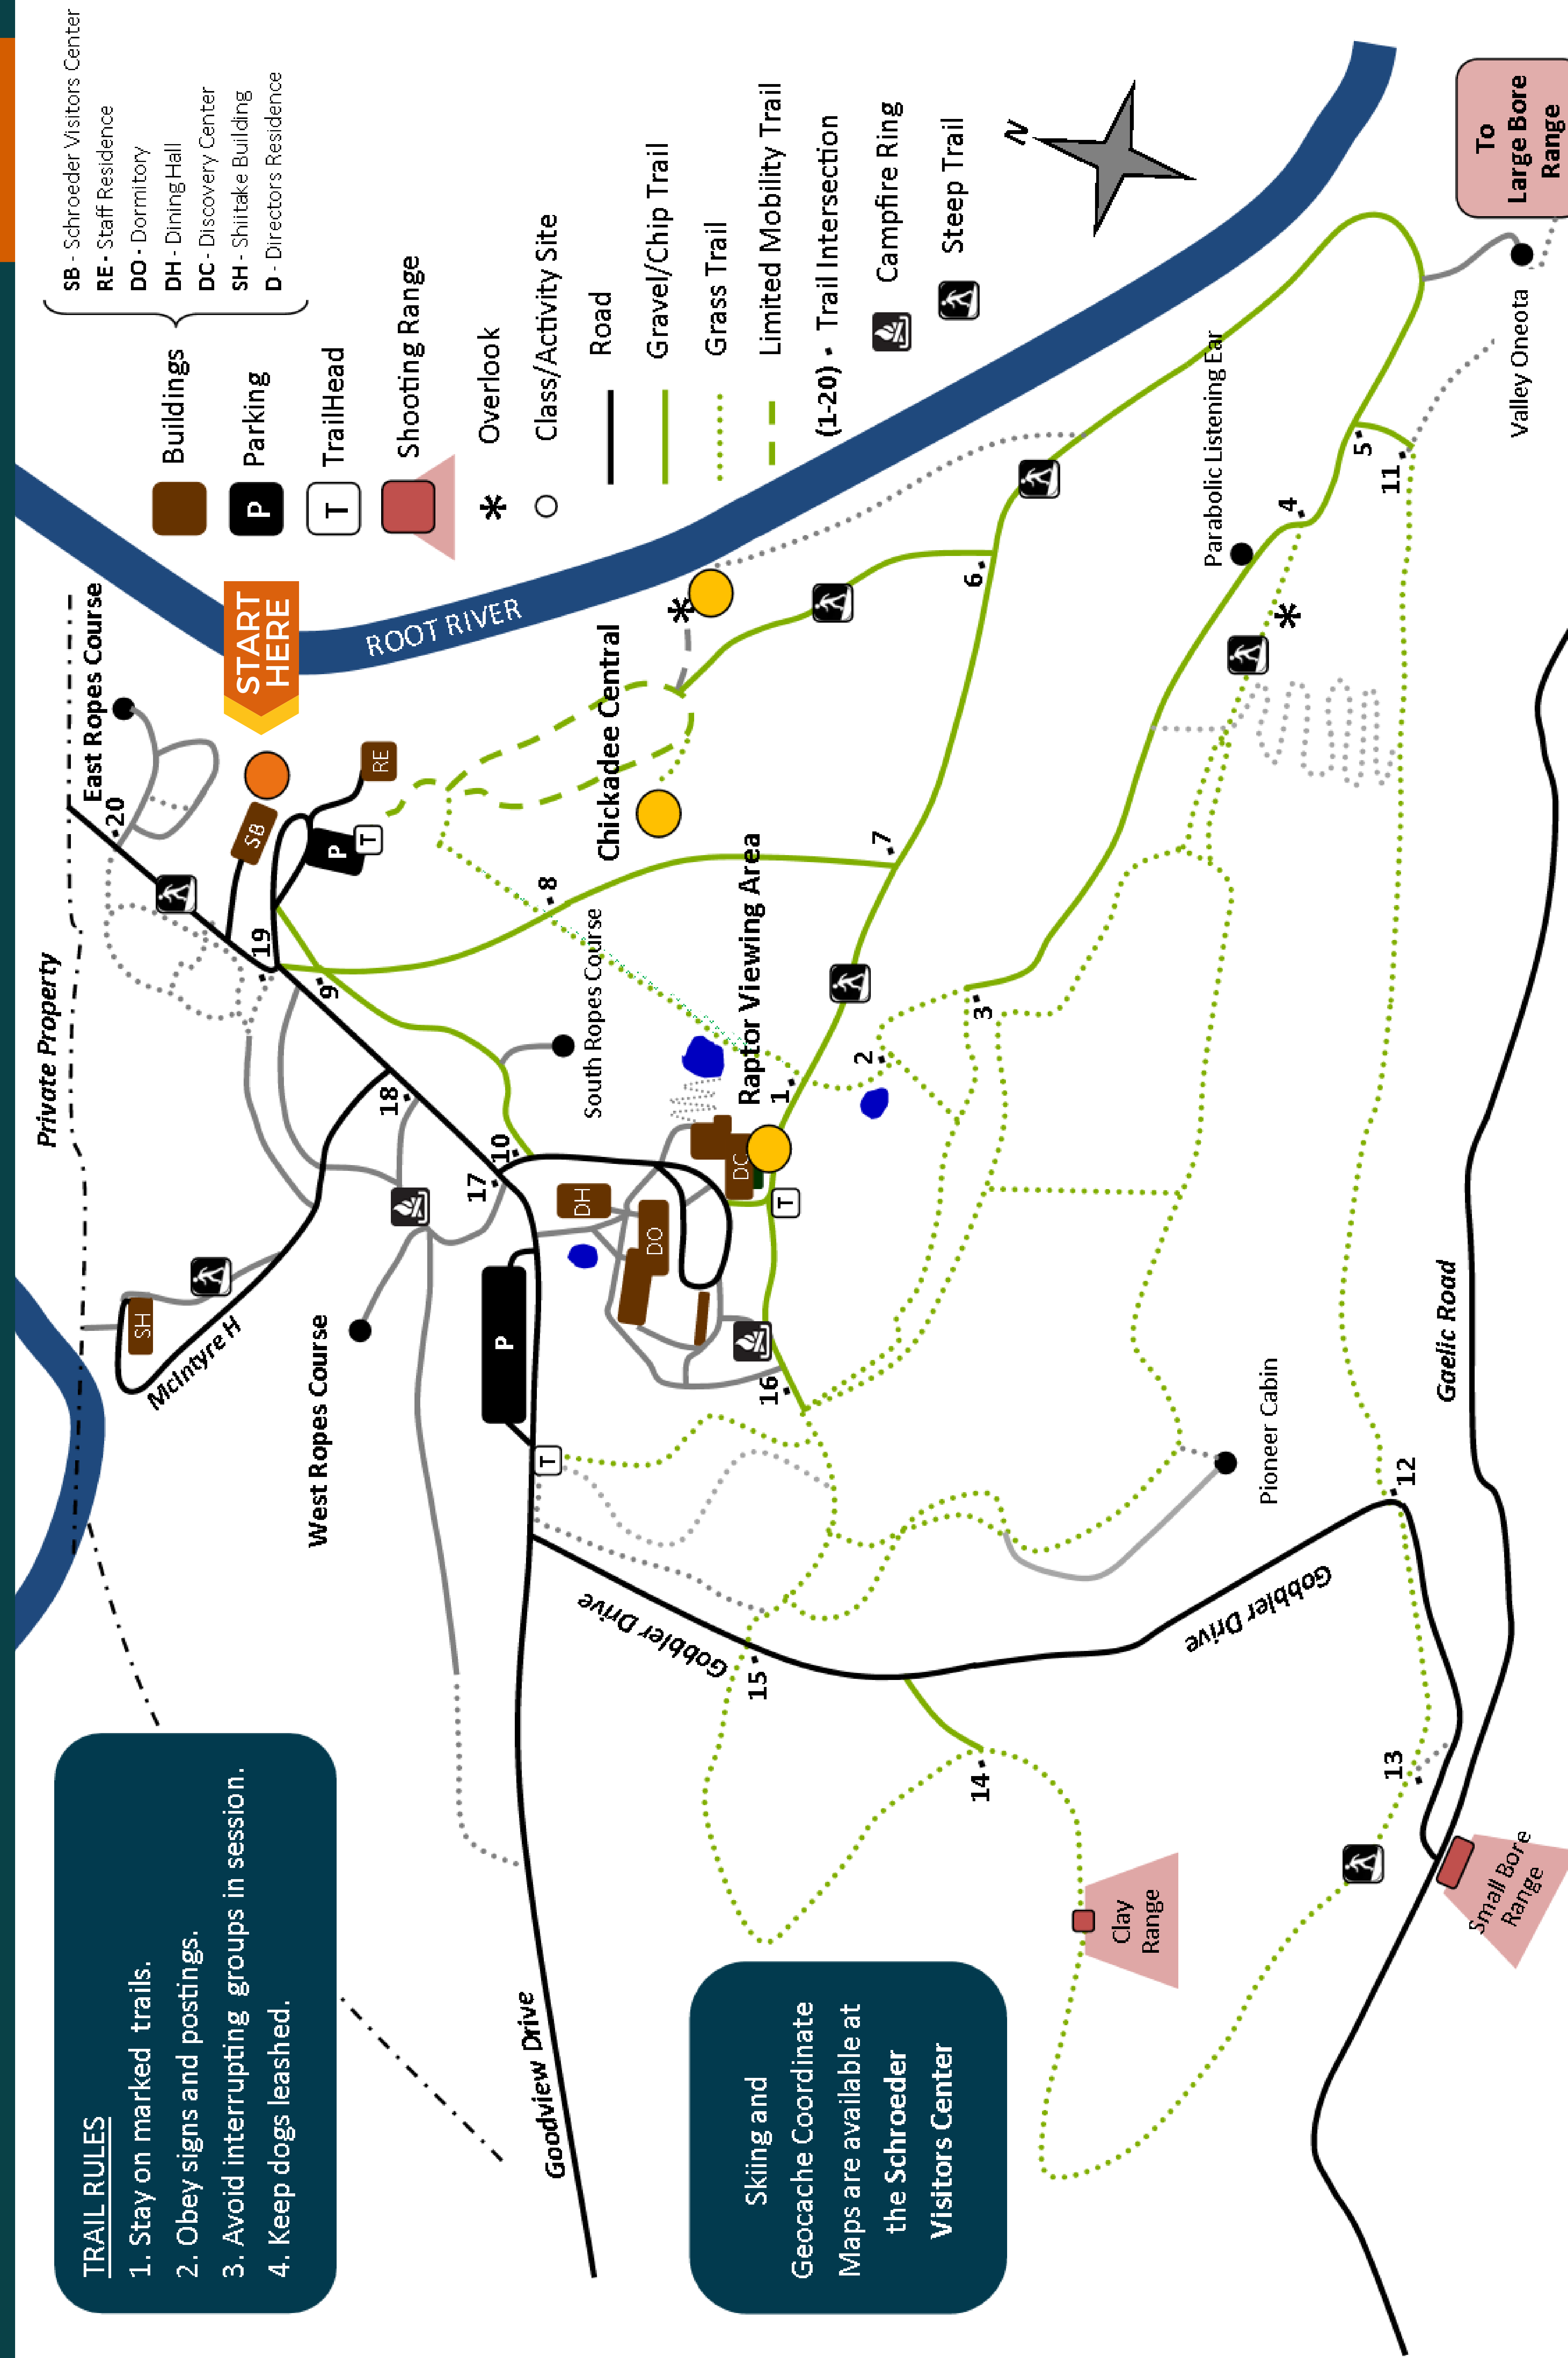 TRAIL RULES
1. Stay on marked trails.
2. Obey signs and postings.
3. Avoid interrupting groups in session.
4. Keep dogs leashed.
Skiing and
Geocache Coordinate
Maps are available at
the Schroeder
Visitors Center
Private Property
East Ropes Course
START
HERE
ROOT RIVER
20
SB
RE
P
T
19
9
8
18
McIntyre H
SH
West Ropes Course
17
10
South Ropes Course
Chickadee Central
Raptor Viewing Area
DH
DO
DC
P
T
T
1
2
3
7
6
16
Goodview Drive
Gobbler Drive
15
14
Clay
Range
Gobbler Drive
Pioneer Cabin
12
13
Small Bore
Range
Gaelic Road
Parabolic Listening Ear
4
5
11
Valley Oneota
To
Large Bore
Range
N
Buildings
SB - Schroeder Visitors Center
RE - Staff Residence
DO - Dormitory
DH - Dining Hall
DC - Discovery Center
SH - Shiitake Building
D - Directors Residence
P Parking
T TrailHead
Shooting Range
* Overlook
Class/Activity Site
Road
Gravel/Chip Trail
Grass Trail
Limited Mobility Trail
(1-20) • Trail Intersection
Campfire Ring
Steep Trail